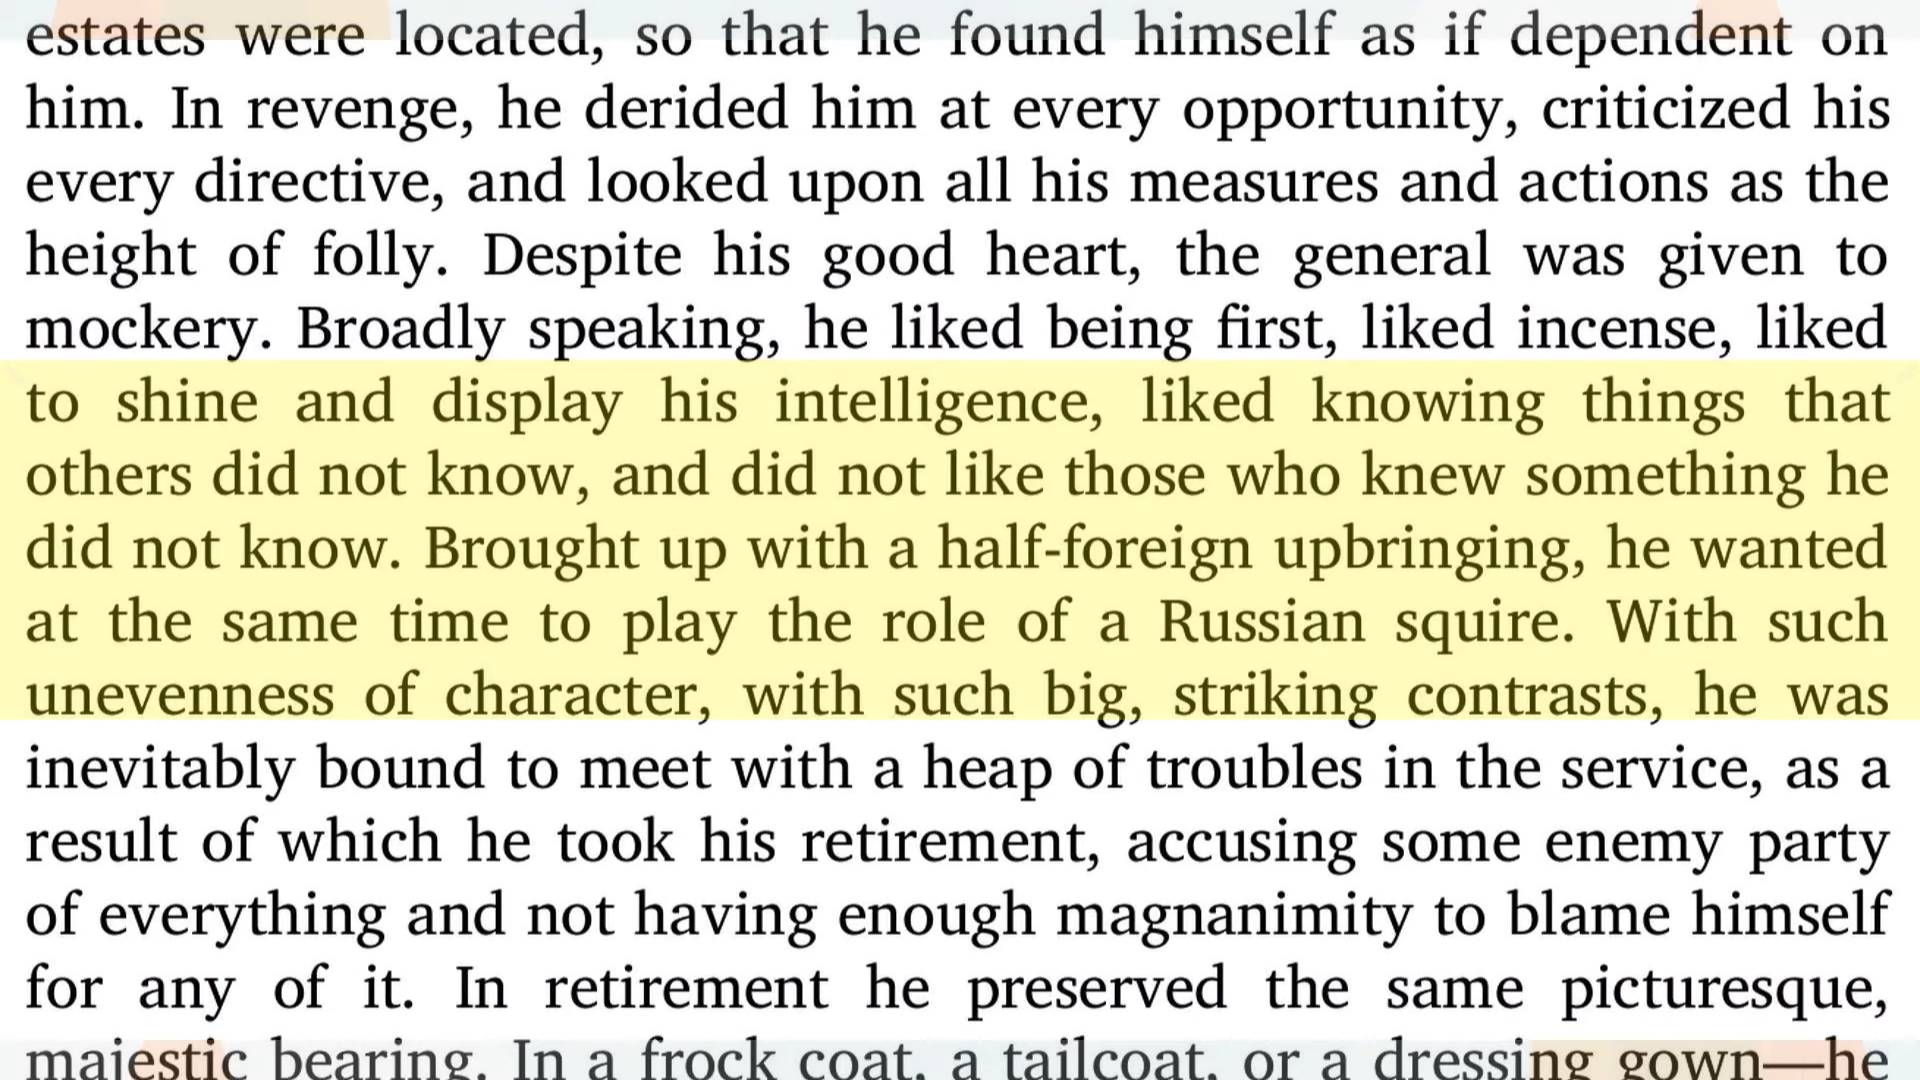 estates were located, so that he found himself as if dependent on
him. In revenge, he derided him at every opportunity, criticized his
every directive, and looked upon all his measures and actions as the
height of folly. Despite his good heart, the general was given to
mockery. Broadly speaking, he liked being first, liked incense, liked
to shine and display his intelligence, liked knowing things that
others did not know, and did not like those who knew something he
did not know. Brought up with a half-foreign upbringing, he wanted
at the same time to play the role of a Russian squire. With such
unevenness of character, with such big, striking contrasts, he was
inevitably bound to meet with a heap of troubles in the service, as a
result of which he took his retirement, accusing some enemy party
of everything and not having enough magnanimity to blame himself
for any of it. In retirement he preserved the same picturesque,
majestic bearing. In a frock coat, a tailcoat, or a dressing gown—he